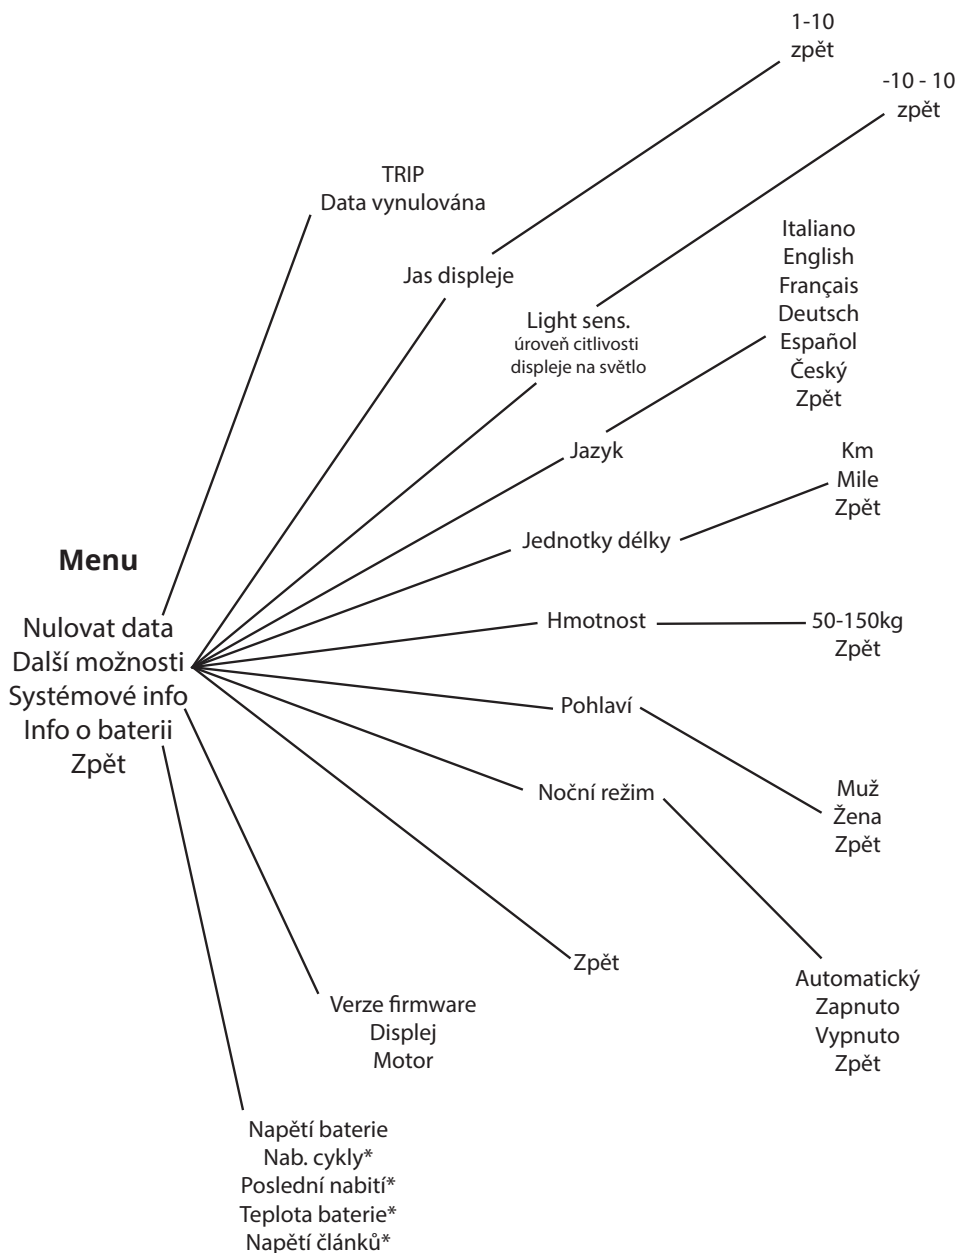 1-10
zpět
-10 - 10
zpět
TRIP
Data vynulována
Jas displeje
Light sens.
úroveň citlivosti
displeje na světlo
Italiano
English
Français
Deutsch
Español
Český
Zpět
Jazyk
Km
Mile
Zpět
Jednotky délky
Menu
Nulovat data
Další možnosti
Systémové info
Info o baterii
Zpět
Hmotnost
50-150kg
Zpět
Pohlaví
Muž
Žena
Zpět
Noční režim
Automatický
Zapnuto
Vypnuto
Zpět
Zpět
Verze firmware
Displej
Motor
Napětí baterie
Nab. cykly*
Poslední nabití*
Teplota baterie*
Napětí článků*